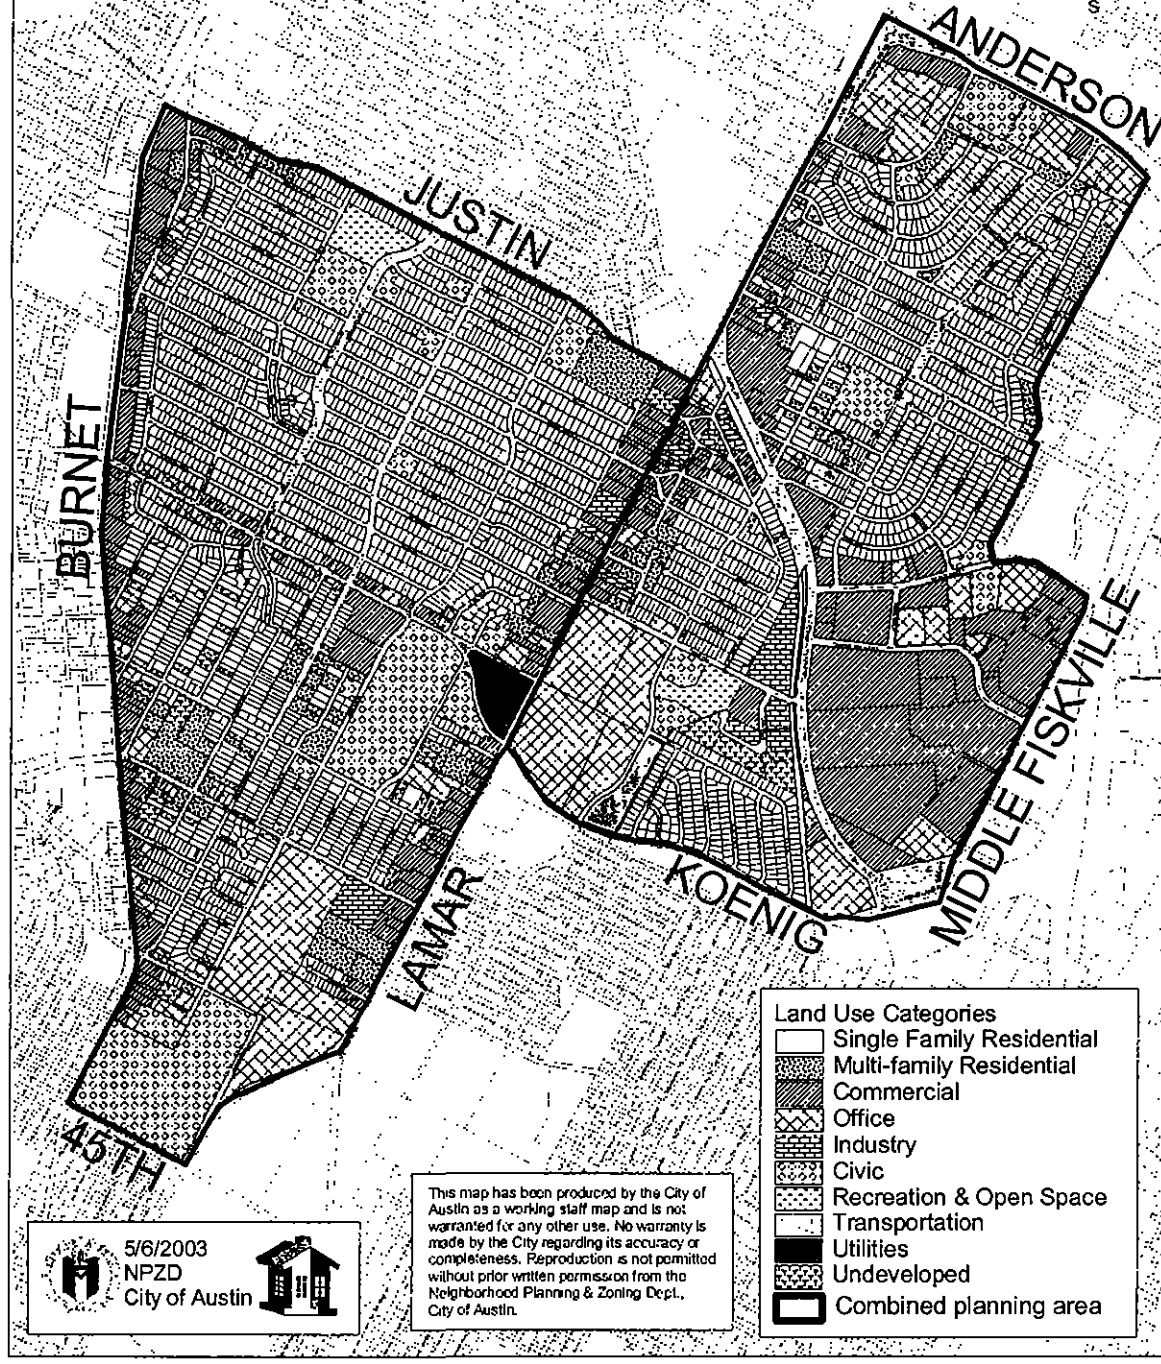 S
ANDERSON
JUSTIN
BURNET
MIDDLE FISKVILLE
KOENIG
LAMAR
45TH
Land Use Categories
Single Family Residential
Multi-family Residential
Commercial
Office
Industry
Civic
Recreation & Open Space
Transportation
Utilities
Undeveloped
Combined planning area
This map has been produced by the City of
Austin as a working staff map and is not
warranted for any other use. No warranty is
made by the City regarding its accuracy or
completeness. Reproduction is not permitted
without prior written permission from the
Neighborhood Planning & Zoning Dept.,
City of Austin.
5/6/2003
NPZD
City of Austin